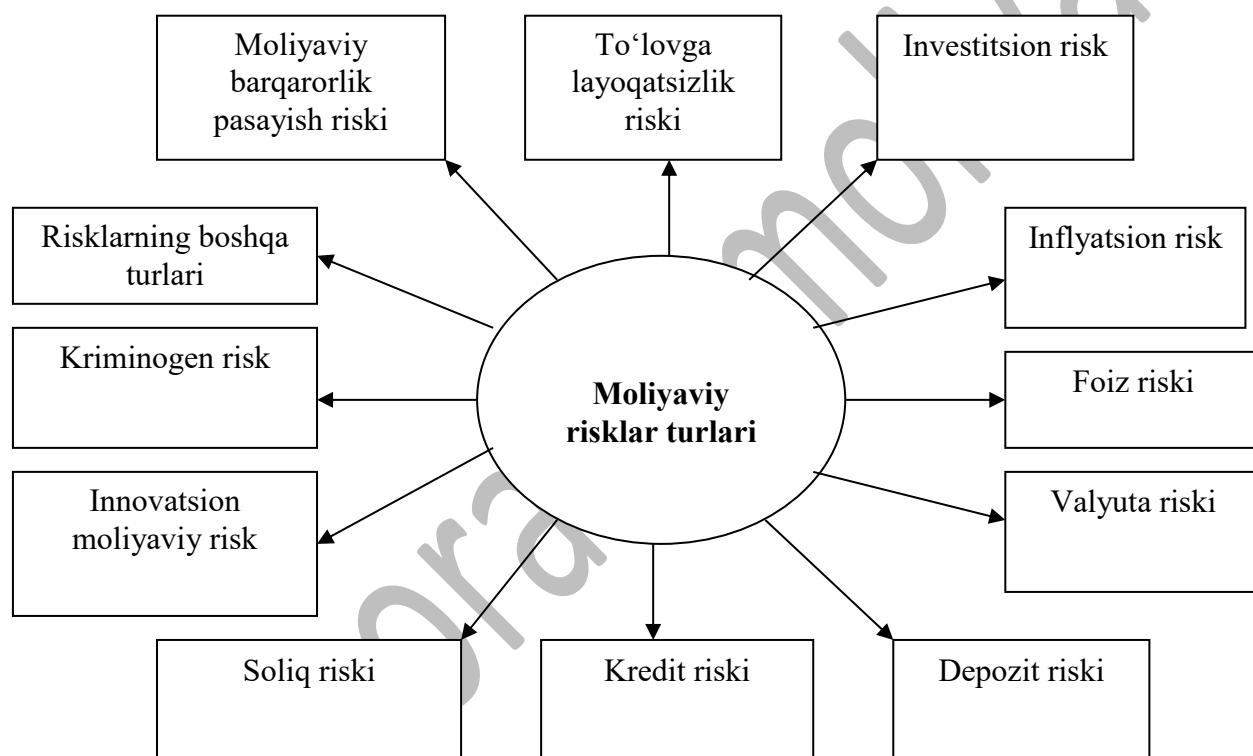 Moliyaviy
barqarorlik
pasayish riski
To‘lovga
layoqatsizlik
riski
Investitsion risk
Risklarning boshqa
turlari
Inflyatsion risk
Kriminogen risk
Moliyaviy
risklar turlari
Foiz riski
Innovatsion
moliyaviy risk
Valyuta riski
Soliq riski
Kredit riski
Depozit riski